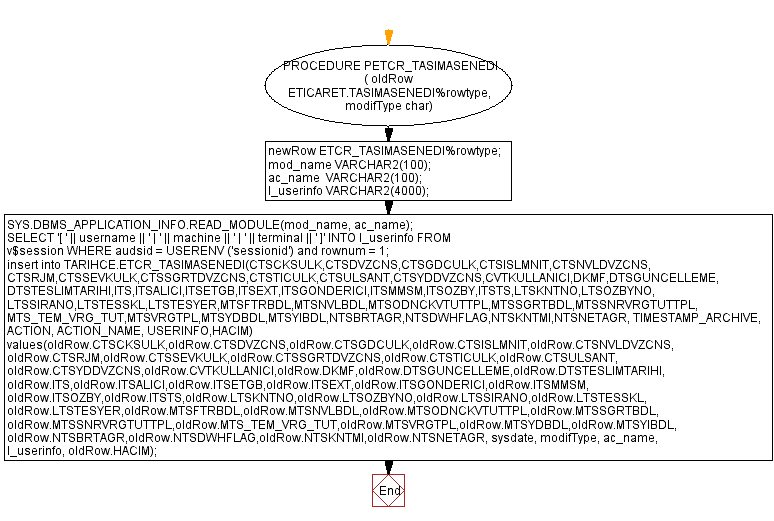 PROCEDURE PETCR_TASIMASENEDI
( oldRow
ETICARET.TASIMASENEDI%rowtype,
modifType char)
newRow ETCR_TASIMASENEDI%rowtype;
mod_name VARCHAR2(100);
ac_name  VARCHAR2(100);
l_userinfo VARCHAR2(4000);
SYS.DBMS_APPLICATION_INFO.READ_MODULE(mod_name, ac_name);
SELECT '[ ' || username || ' | ' || machine || ' | ' || terminal || ' ]' INTO l_userinfo FROM
v$session WHERE audsid = USERENV ('sessionid') and rownum = 1;
insert into TARIHCE.ETCR_TASIMASENEDI(CTSCKSULK,CTSDVZCNS,CTSGDCULK,CTSISLMNIT,CTSNVLDVZCNS,
CTSRJM,CTSSEVKULK,CTSSGRTDVZCNS,CTSTICULK,CTSULSANT,CTSYDDVZCNS,CVTKULLANICI,DKMF,DTSGUNCELLEME,
DTSTESLIMTARIHI,ITS,ITSALICI,ITSETGB,ITSEXT,ITSGONDERICI,ITSMMSM,ITSOZBY,ITSTS,LTSKNTNO,LTSOZBYNO,
LTSSIRANO,LTSTESSKL,LTSTESYER,MTSFTRBDL,MTSNVLBDL,MTSODNCKVTUTTPL,MTSSGRTBDL,MTSSNRVRGTUTTPL,
MTS_TEM_VRG_TUT,MTSVRGTPL,MTSYDBDL,MTSYIBDL,NTSBRTAGR,NTSDWHFLAG,NTSKNTMI,NTSNETAGR, TIMESTAMP_ARCHIVE,
ACTION, ACTION_NAME, USERINFO,HACIM)
values(oldRow.CTSCKSULK,oldRow.CTSDVZCNS,oldRow.CTSGDCULK,oldRow.CTSISLMNIT,oldRow.CTSNVLDVZCNS,
oldRow.CTSRJM,oldRow.CTSSEVKULK,oldRow.CTSSGRTDVZCNS,oldRow.CTSTICULK,oldRow.CTSULSANT,
oldRow.CTSYDDVZCNS,oldRow.CVTKULLANICI,oldRow.DKMF,oldRow.DTSGUNCELLEME,oldRow.DTSTESLIMTARIHI,
oldRow.ITS,oldRow.ITSALICI,oldRow.ITSETGB,oldRow.ITSEXT,oldRow.ITSGONDERICI,oldRow.ITSMMSM,
oldRow.ITSOZBY,oldRow.ITSTS,oldRow.LTSKNTNO,oldRow.LTSOZBYNO,oldRow.LTSSIRANO,oldRow.LTSTESSKL,
oldRow.LTSTESYER,oldRow.MTSFTRBDL,oldRow.MTSNVLBDL,oldRow.MTSODNCKVTUTTPL,oldRow.MTSSGRTBDL,
oldRow.MTSSNRVRGTUTTPL,oldRow.MTS_TEM_VRG_TUT,oldRow.MTSVRGTPL,oldRow.MTSYDBDL,oldRow.MTSYIBDL,
oldRow.NTSBRTAGR,oldRow.NTSDWHFLAG,oldRow.NTSKNTMI,oldRow.NTSNETAGR, sysdate, modifType, ac_name,
l_userinfo, oldRow.HACIM);
End